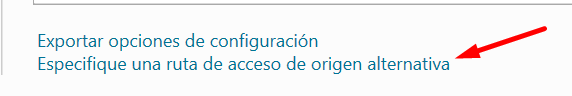 Exportar opciones de configuración
Especifique una ruta de acceso de origen alternativa